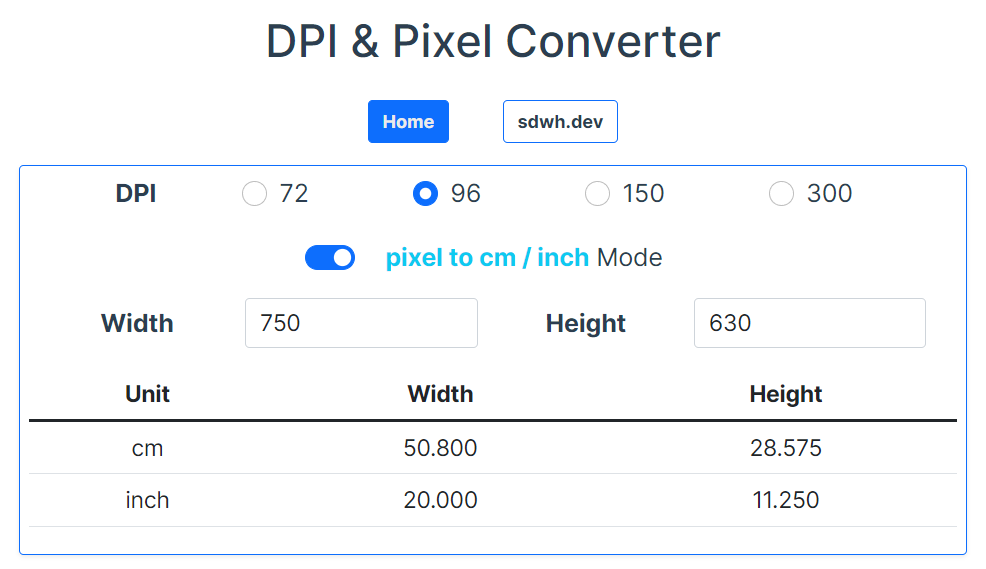 DPI & Pixel Converter
Home sdwh.dev
DPI 72 96 150 300
pixel to cm / inch Mode
Width 750 Height 630
Unit Width Height
cm 50.800 28.575
inch 20.000 11.250